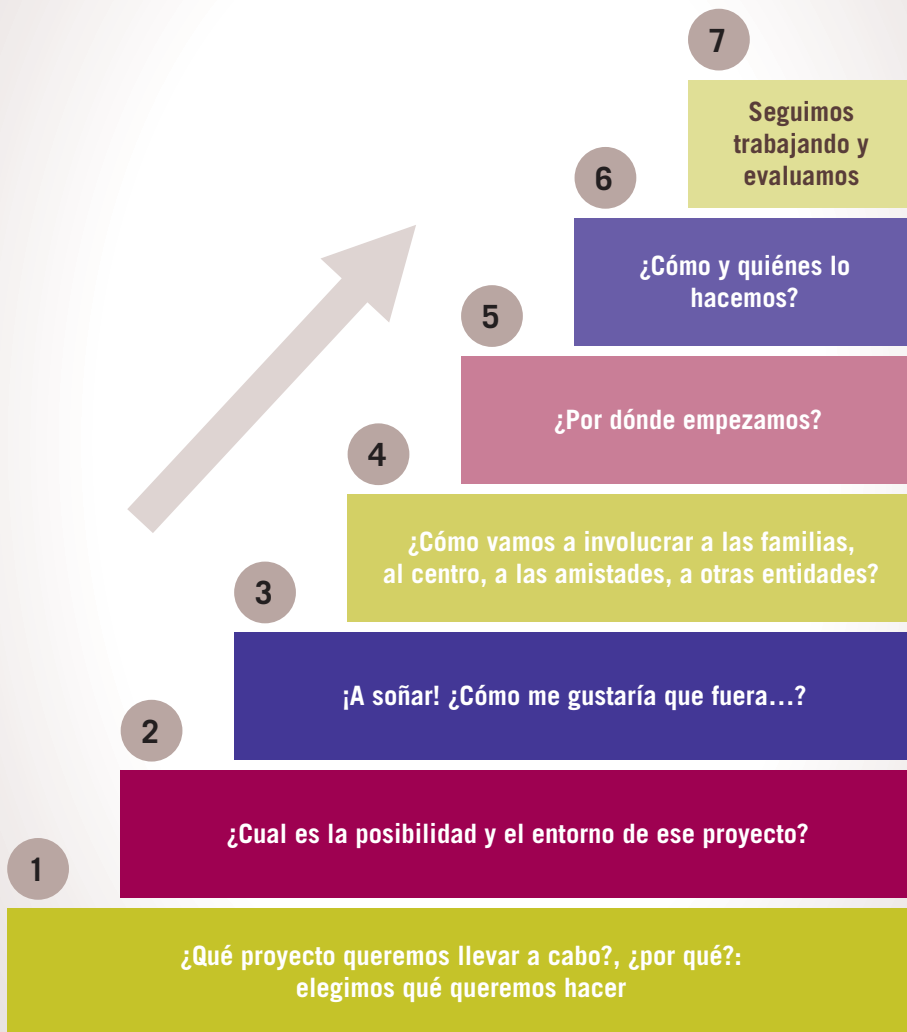 7
Seguimos
trabajando y
evaluamos
6
¿Cómo y quiénes lo
hacemos?
5
¿Por dónde empezamos?
4
¿Cómo vamos a involucrar a las familias,
al centro, a las amistades, a otras entidades?
3
¡A soñar! ¿Cómo me gustaría que fuera...?
2
¿Cual es la posibilidad y el entorno de ese proyecto?
1
¿Qué proyecto queremos llevar a cabo?, ¿por qué?:
elegimos qué queremos hacer